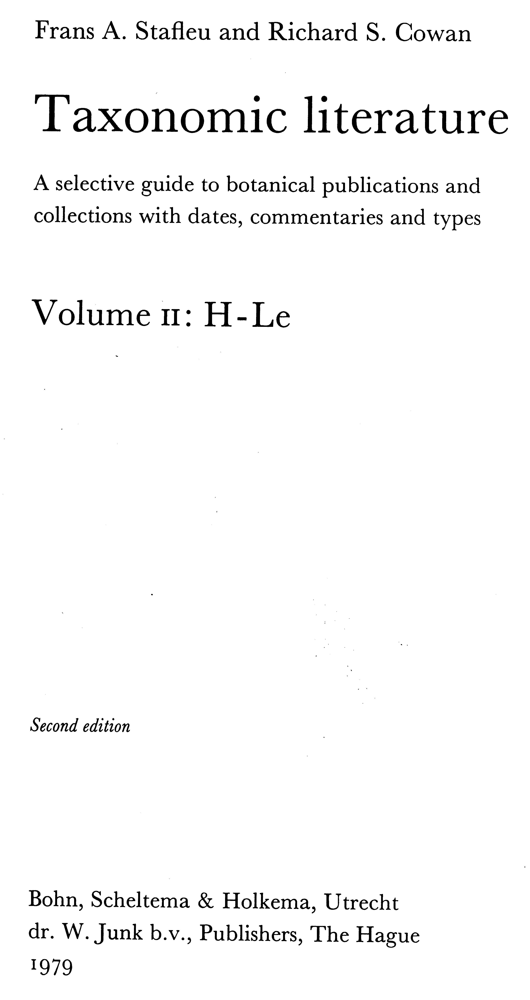 Frans A. Stafleu and Richard S. Cowan
Taxonomic literature
A selective guide to botanical publications and
collections with dates, commentaries and types
Volume II: H-Le
Second edition
Bohn, Scheltema & Holkema, Utrecht
dr. W. Junk b.v., Publishers, The Hague
1979